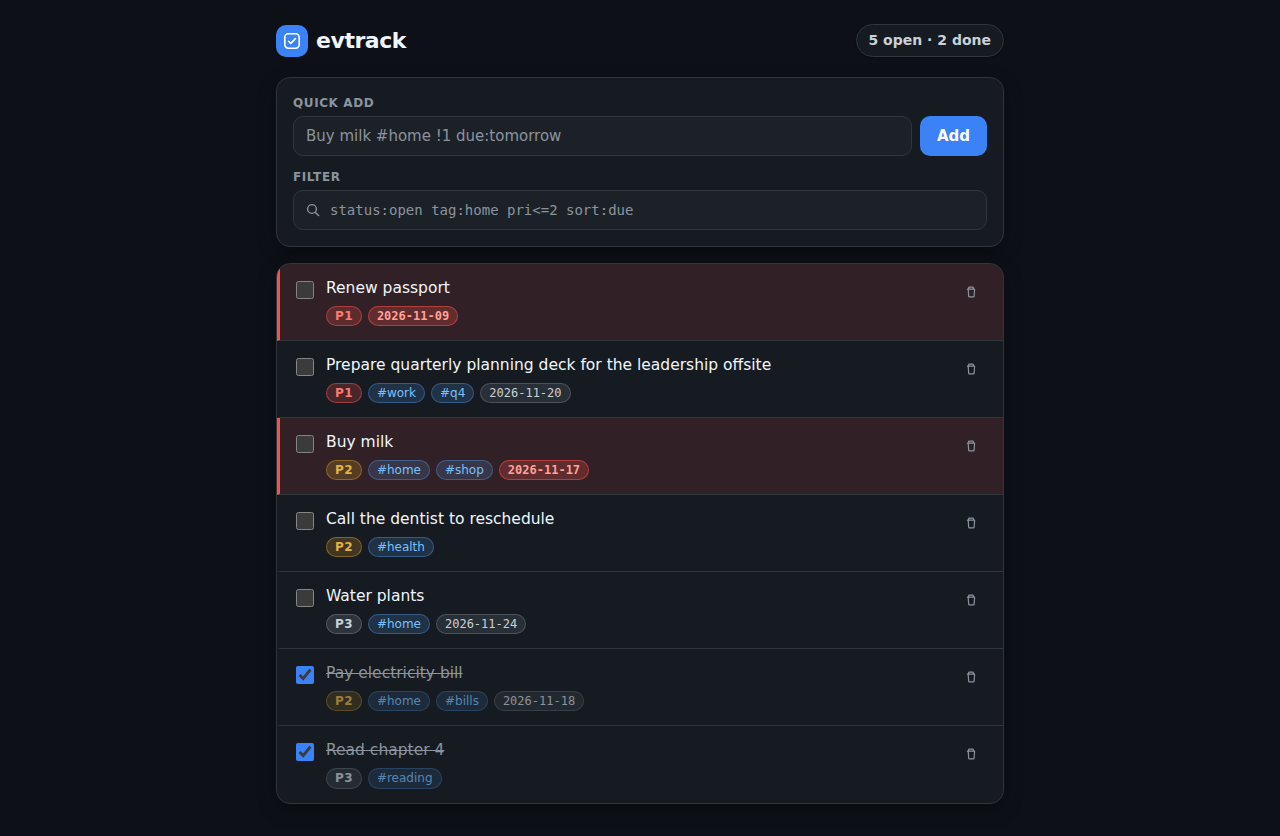 evtrack
5 open · 2 done
QUICK ADD
Buy milk #home !1 due:tomorrow
Add
FILTER
status:open tag:home pri<=2 sort:due
Renew passport
P1 2026-11-09
Prepare quarterly planning deck for the leadership offsite
P1 #work #q4 2026-11-20
Buy milk
P2 #home #shop 2026-11-17
Call the dentist to reschedule
P2 #health
Water plants
P3 #home 2026-11-24
Pay electricity bill
P2 #home #bills 2026-11-18
Read chapter 4
P3 #reading